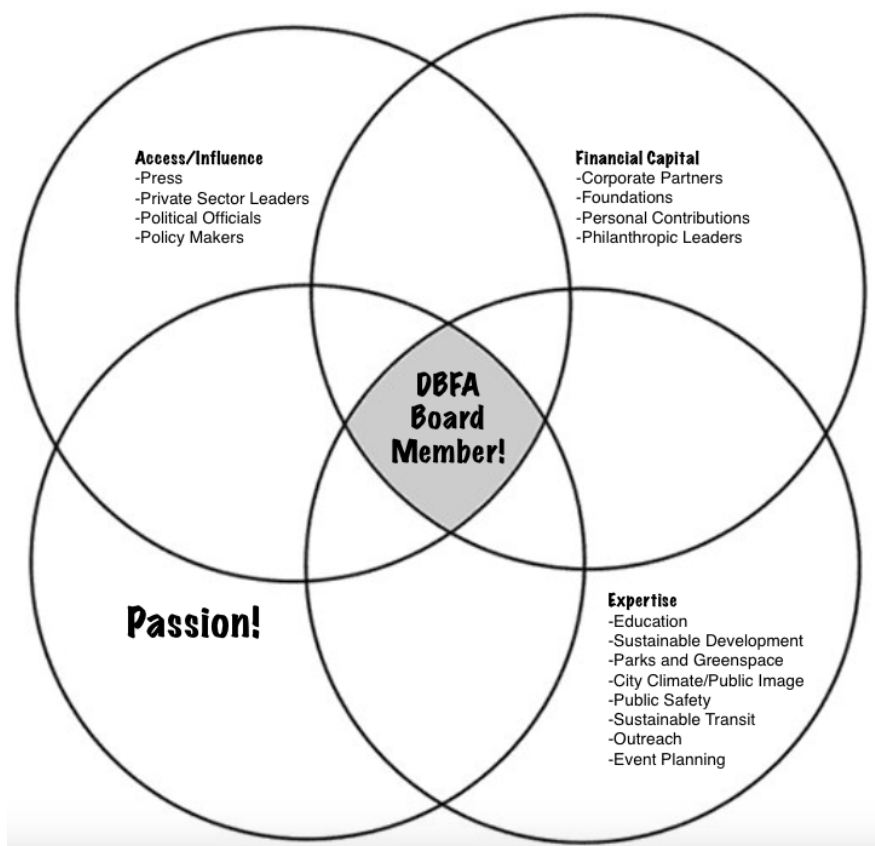 Access/Influence
-Press
-Private Sector Leaders
-Political Officials
-Policy Makers
Financial Capital
-Corporate Partners
-Foundations
-Personal Contributions
-Philanthropic Leaders
DBFA
Board
Member!
Passion!
Expertise
-Education
-Sustainable Development
-Parks and Greenspace
-City Climate/Public Image
-Public Safety
-Sustainable Transit
-Outreach
-Event Planning